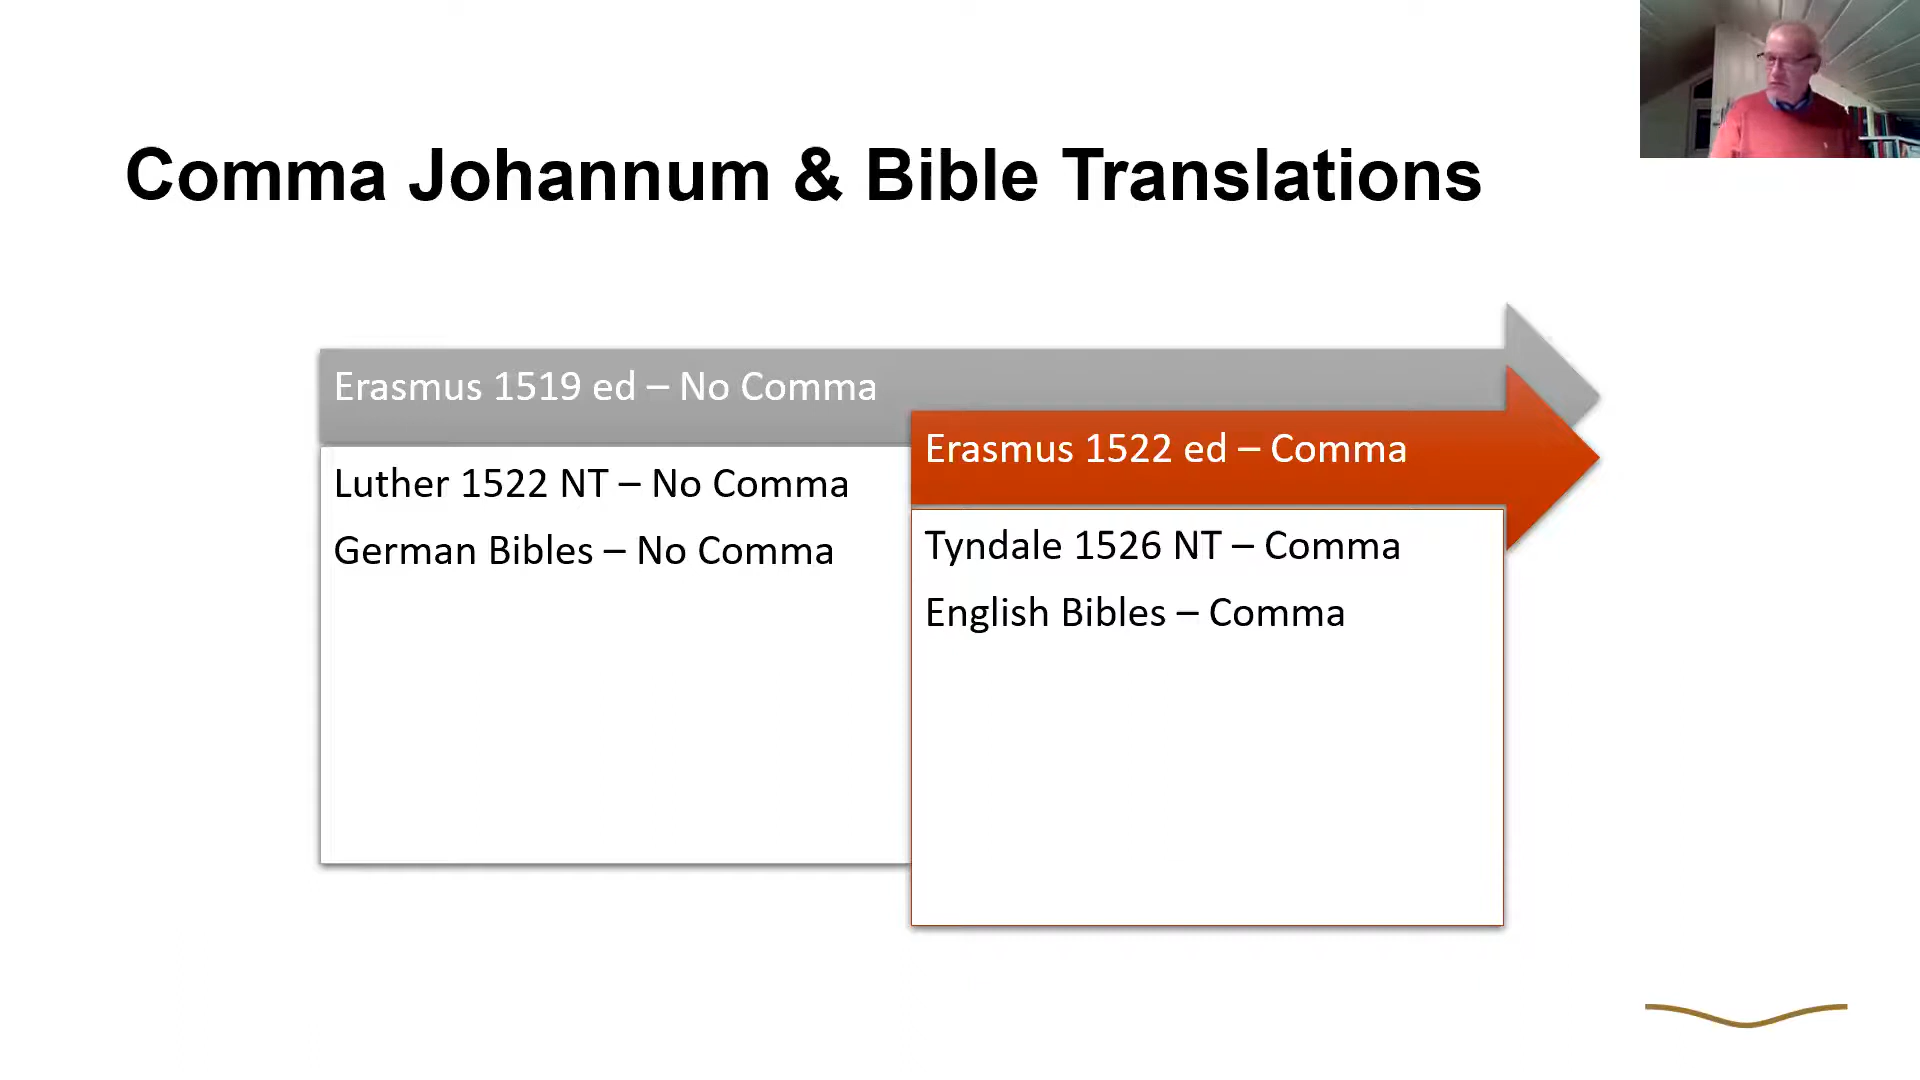 Comma Johannum & Bible Translations
Erasmus 1519 ed – No Comma
Luther 1522 NT – No Comma
German Bibles – No Comma
Erasmus 1522 ed – Comma
Tyndale 1526 NT – Comma
English Bibles – Comma